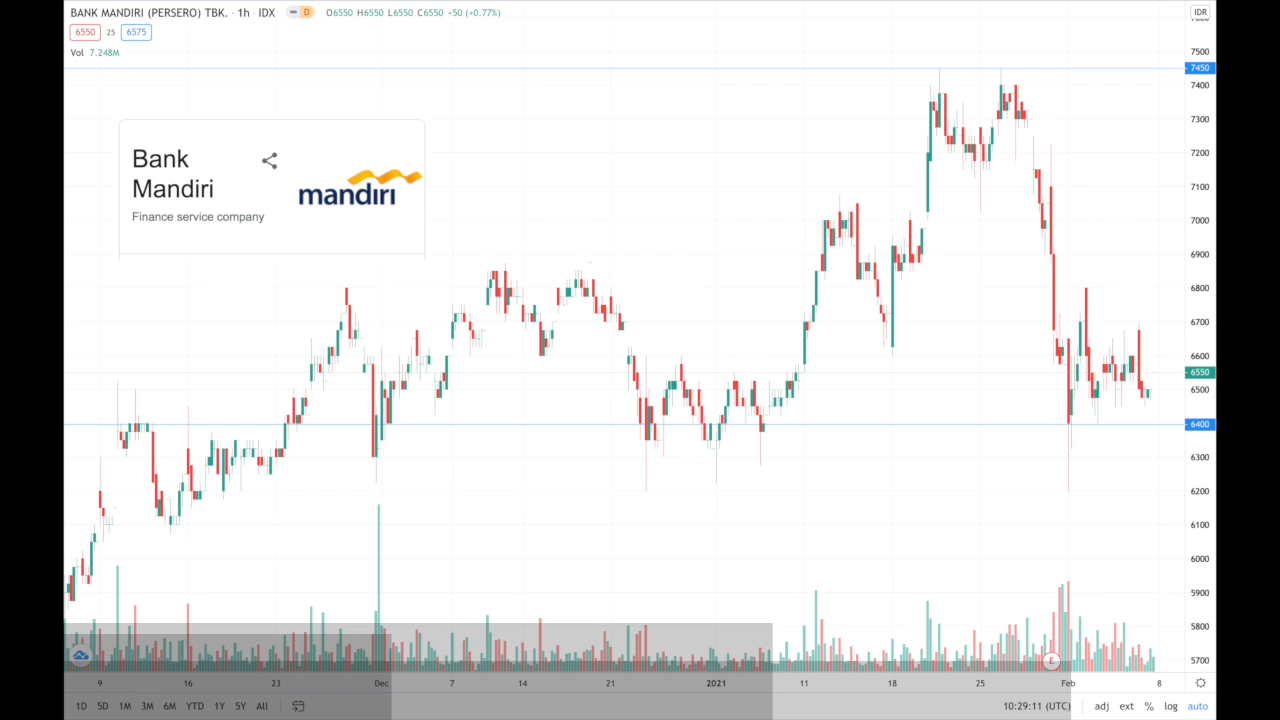 BANK MANDIRI (PERSERO) TBK. · 1h · IDX D O6550 H6550 L6550 C6550 +50 (+0.77%) IDR
6550 25 6575
Vol 7.248M
7500
7450
7400
7300
7200
7100
7000
6900
6800
6700
6600
6550
6500
6400
6300
6200
6100
6000
5900
5800
5700
Bank
Mandiri
Finance service company
mandırı
E
9 16 23 Dec 7 14 21 2021 11 18 25 Feb 8
1D 5D 1M 3M 6M YTD 1Y 5Y All 10:29:11 (UTC) adj ext % log auto